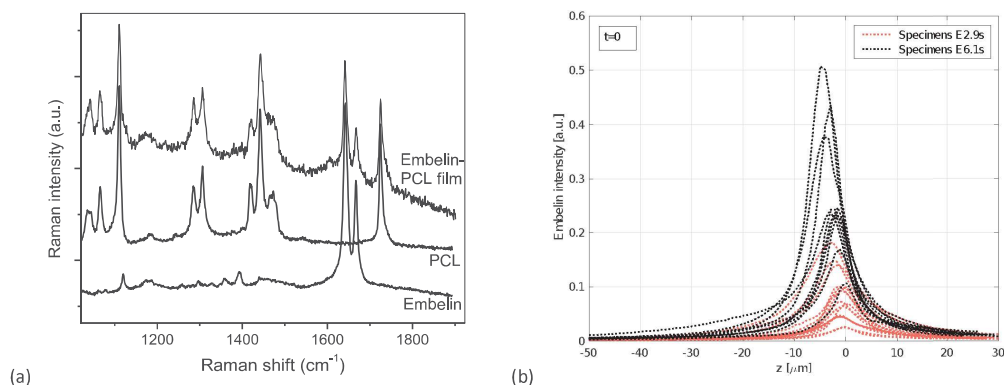 (a)
Raman intensity (a.u.)
Embelin-
PCL film
PCL
Embelin
1200 1400 1600 1800
Raman shift (cm⁻¹)
(b)
0.6
0.5
0.4
0.3
0.2
0.1
0
Embelin intensity [a.u.]
t=0
Specimens E2.9s
Specimens E6.1s
-50 -40 -30 -20 -10 0 10 20 30
z [μm]